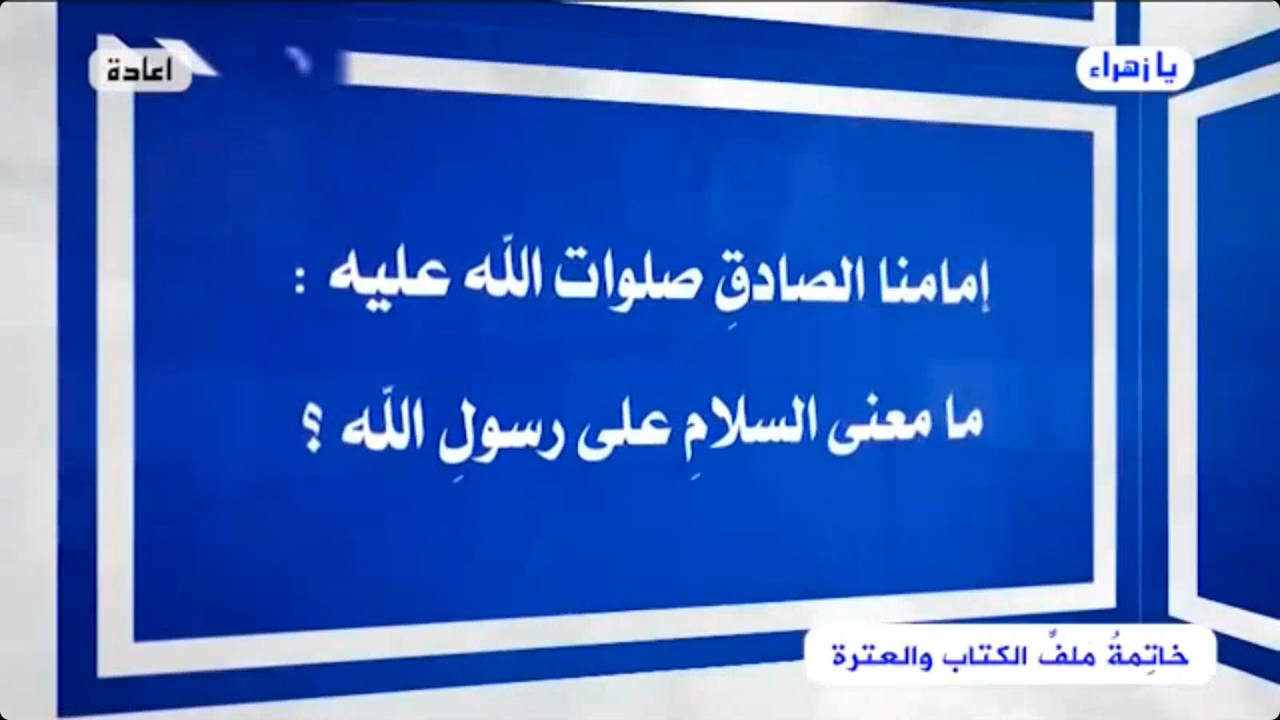 يا زهراء
اعادة
إمامنا الصادقِ صلوات اللّه عليه :
ما معنى السلامِ على رسولِ اللّه ؟
خاتِمةُ ملفِّ الكتاب والعترة